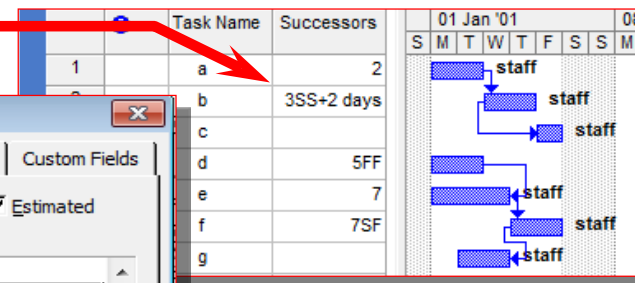 Task Name Successors 01 Jan '01 08
S M T W T F S S M
1 a 2 staff
b 3SS+2 days staff
c staff
d 5FF
e 7 staff
f 7SF staff
g staff
Custom Fields
Estimated